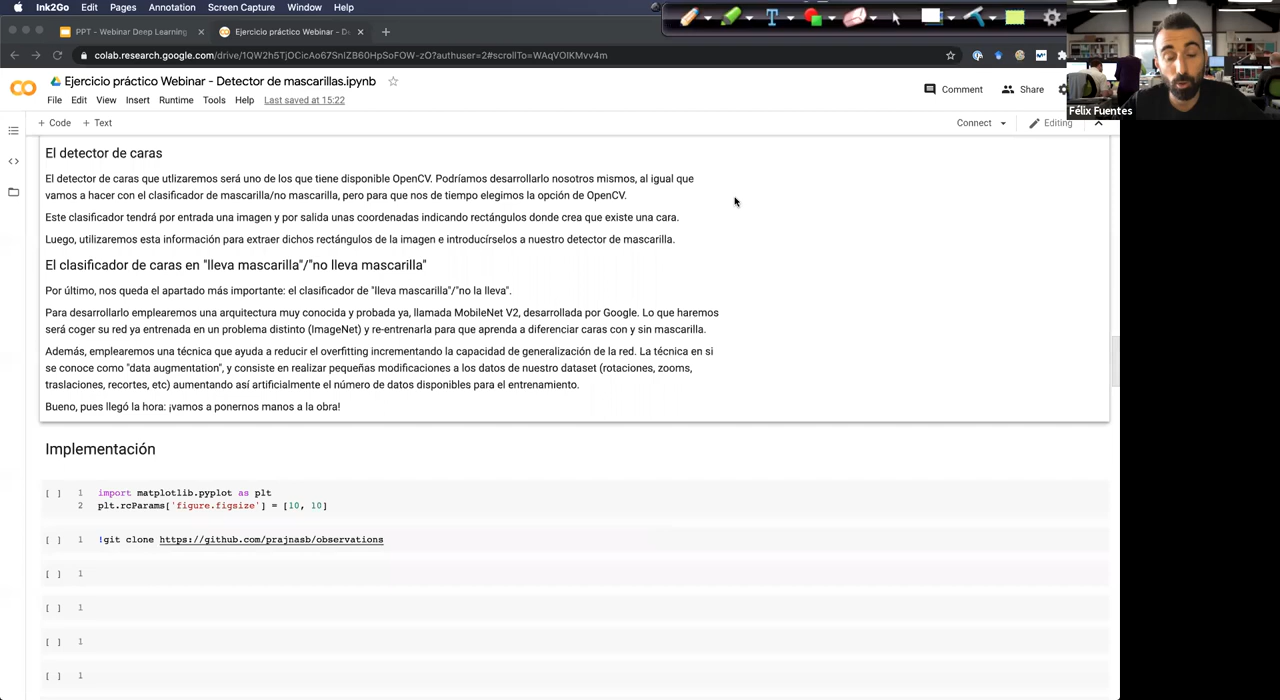 Ink2Go Edit Pages Annotation Screen Capture Window Help
PPT - Webinar Deep Learning
Ejercicio práctico Webinar - De
colab.research.google.com/drive/1QW2h5TjOCicAo67SnIZB60HpSoFOW-zO?authuser=2#scrollTo=WAqVOIKMvv4m
Ejercicio práctico Webinar - Detector de mascarillas.ipynb
File Edit View Insert Runtime Tools Help Last saved at 15:22
Comment Share
Félix Fuentes
+ Code + Text
Connect Editing
El detector de caras
El detector de caras que utlizaremos será uno de los que tiene disponible OpenCV. Podríamos desarrollarlo nosotros mismos, al igual que
vamos a hacer con el clasificador de mascarilla/no mascarilla, pero para que nos de tiempo elegimos la opción de OpenCV.
Este clasificador tendrá por entrada una imagen y por salida unas coordenadas indicando rectángulos donde crea que existe una cara.
Luego, utilizaremos esta información para extraer dichos rectángulos de la imagen e introducírselos a nuestro detector de mascarilla.
El clasificador de caras en "lleva mascarilla"/"no lleva mascarilla"
Por último, nos queda el apartado más importante: el clasificador de "lleva mascarilla"/"no la lleva".
Para desarrollarlo emplearemos una arquitectura muy conocida y probada ya, llamada MobileNet V2, desarrollada por Google. Lo que haremos
será coger su red ya entrenada en un problema distinto (ImageNet) y re-entrenarla para que aprenda a diferenciar caras con y sin mascarilla.
Además, emplearemos una técnica que ayuda a reducir el overfitting incrementando la capacidad de generalización de la red. La técnica en si
se conoce como "data augmentation", y consiste en realizar pequeñas modificaciones a los datos de nuestro dataset (rotaciones, zooms,
traslaciones, recortes, etc) aumentando así artificialmente el número de datos disponibles para el entrenamiento.
Bueno, pues llegó la hora: ¡vamos a ponernos manos a la obra!
Implementación
[ ] 1 import matplotlib.pyplot as plt
2 plt.rcParams['figure.figsize'] = [10, 10]
[ ] 1 !git clone https://github.com/prajnasb/observations
[ ] 1
[ ] 1
[ ] 1
[ ] 1